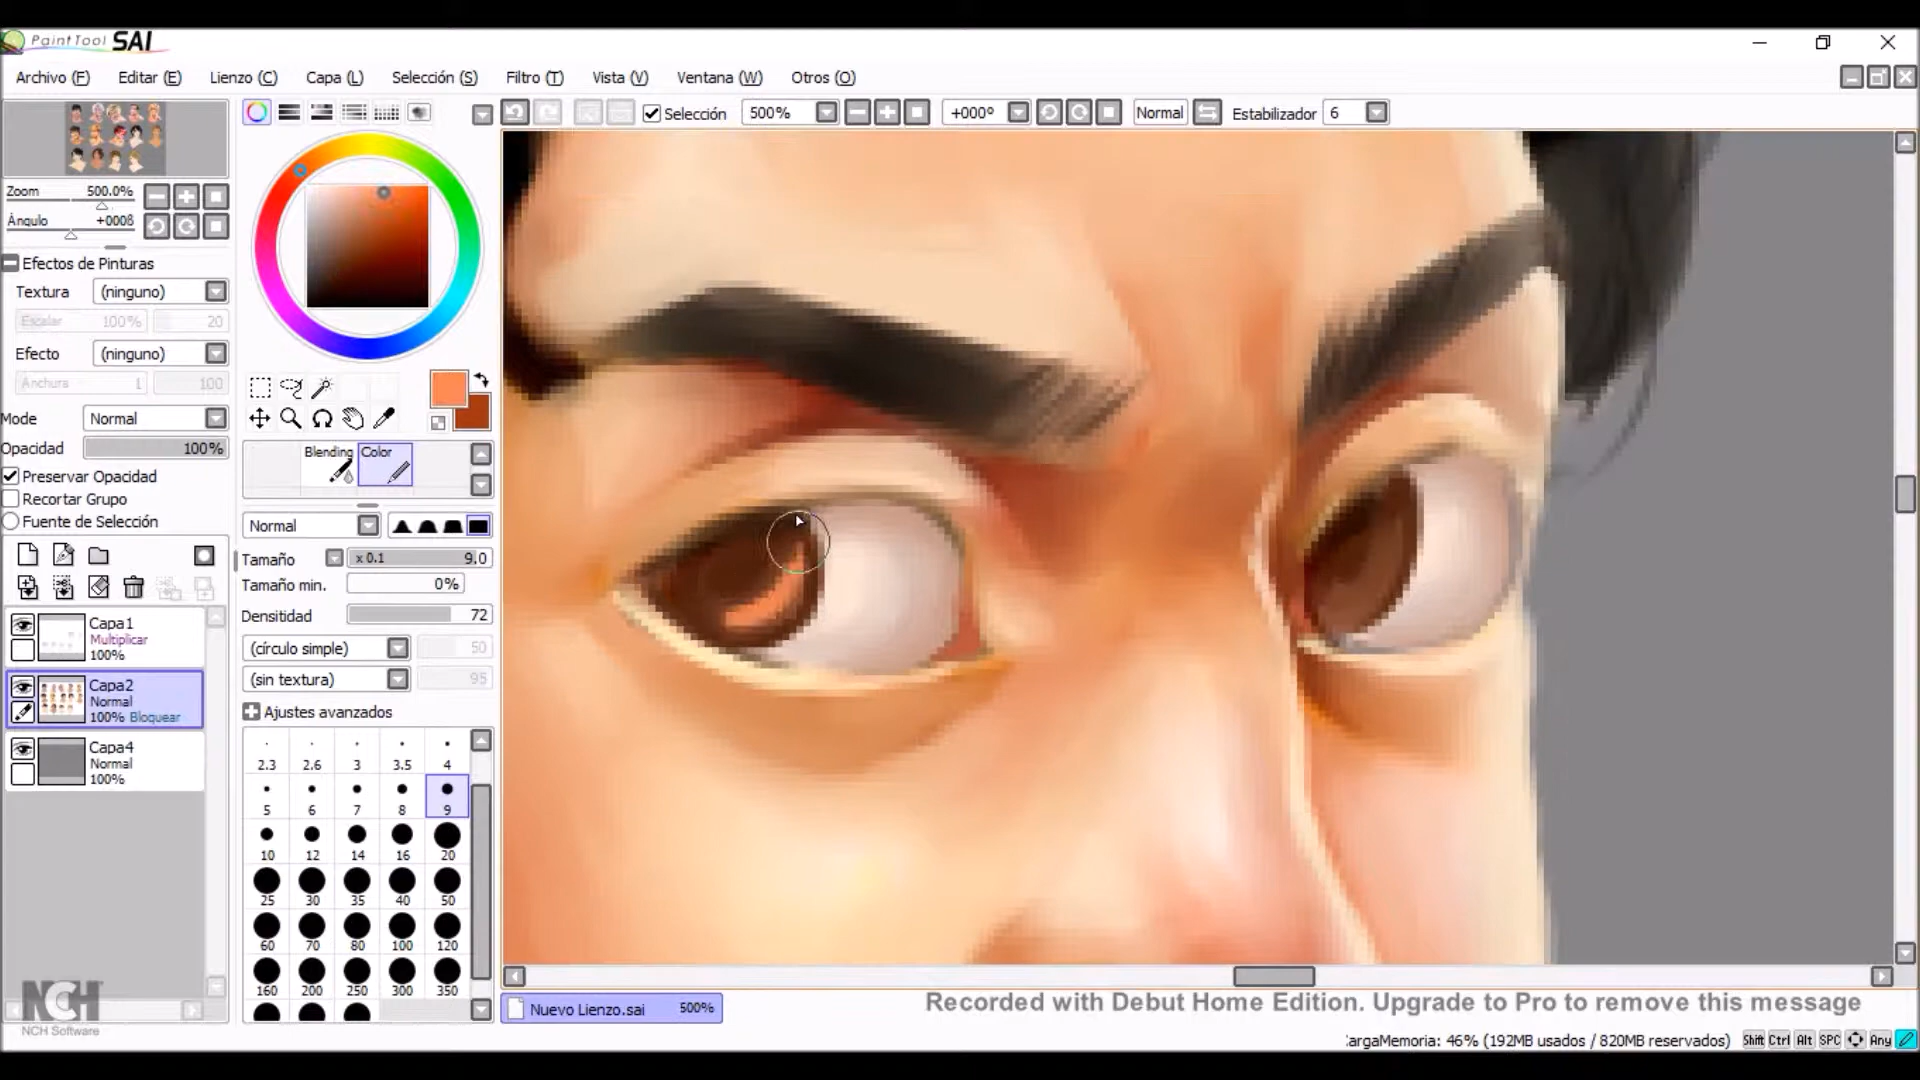 PaintTool SAI
Archivo (F) Editar (E) Lienzo (C) Capa (L) Selección (S) Filtro (T) Vista (V) Ventana (W) Otros (O)
Selección 500% +000º Normal Estabilizador 6
Zoom 500.0%
Ángulo +000ß
Efectos de Pinturas
Textura (ninguno)
Escalar 100% 20
Efecto (ninguno)
Anchura 1 100
Mode Normal
Opacidad 100%
Preservar Opacidad
Recortar Grupo
Fuente de Selección
Capa1
Multiplicar
100%
Capa2
Normal
100% Bloquear
Capa4
Normal
100%
Blending Color
Normal
Tamaño x 0.1 9.0
Tamaño min. 0%
Densitidad 72
(círculo simple) 50
(sin textura) 95
Ajustes avanzados
2.3 2.6 3 3.5 4
5 6 7 8 9
10 12 14 16 20
25 30 35 40 50
60 70 80 100 120
160 200 250 300 350
NCH
NCH Software
Nuevo Lienzo.sai 500%
Recorded with Debut Home Edition. Upgrade to Pro to remove this message
CargaMemoria: 46% (192MB usados / 820MB reservados) Shift Ctrl Alt SPC Any